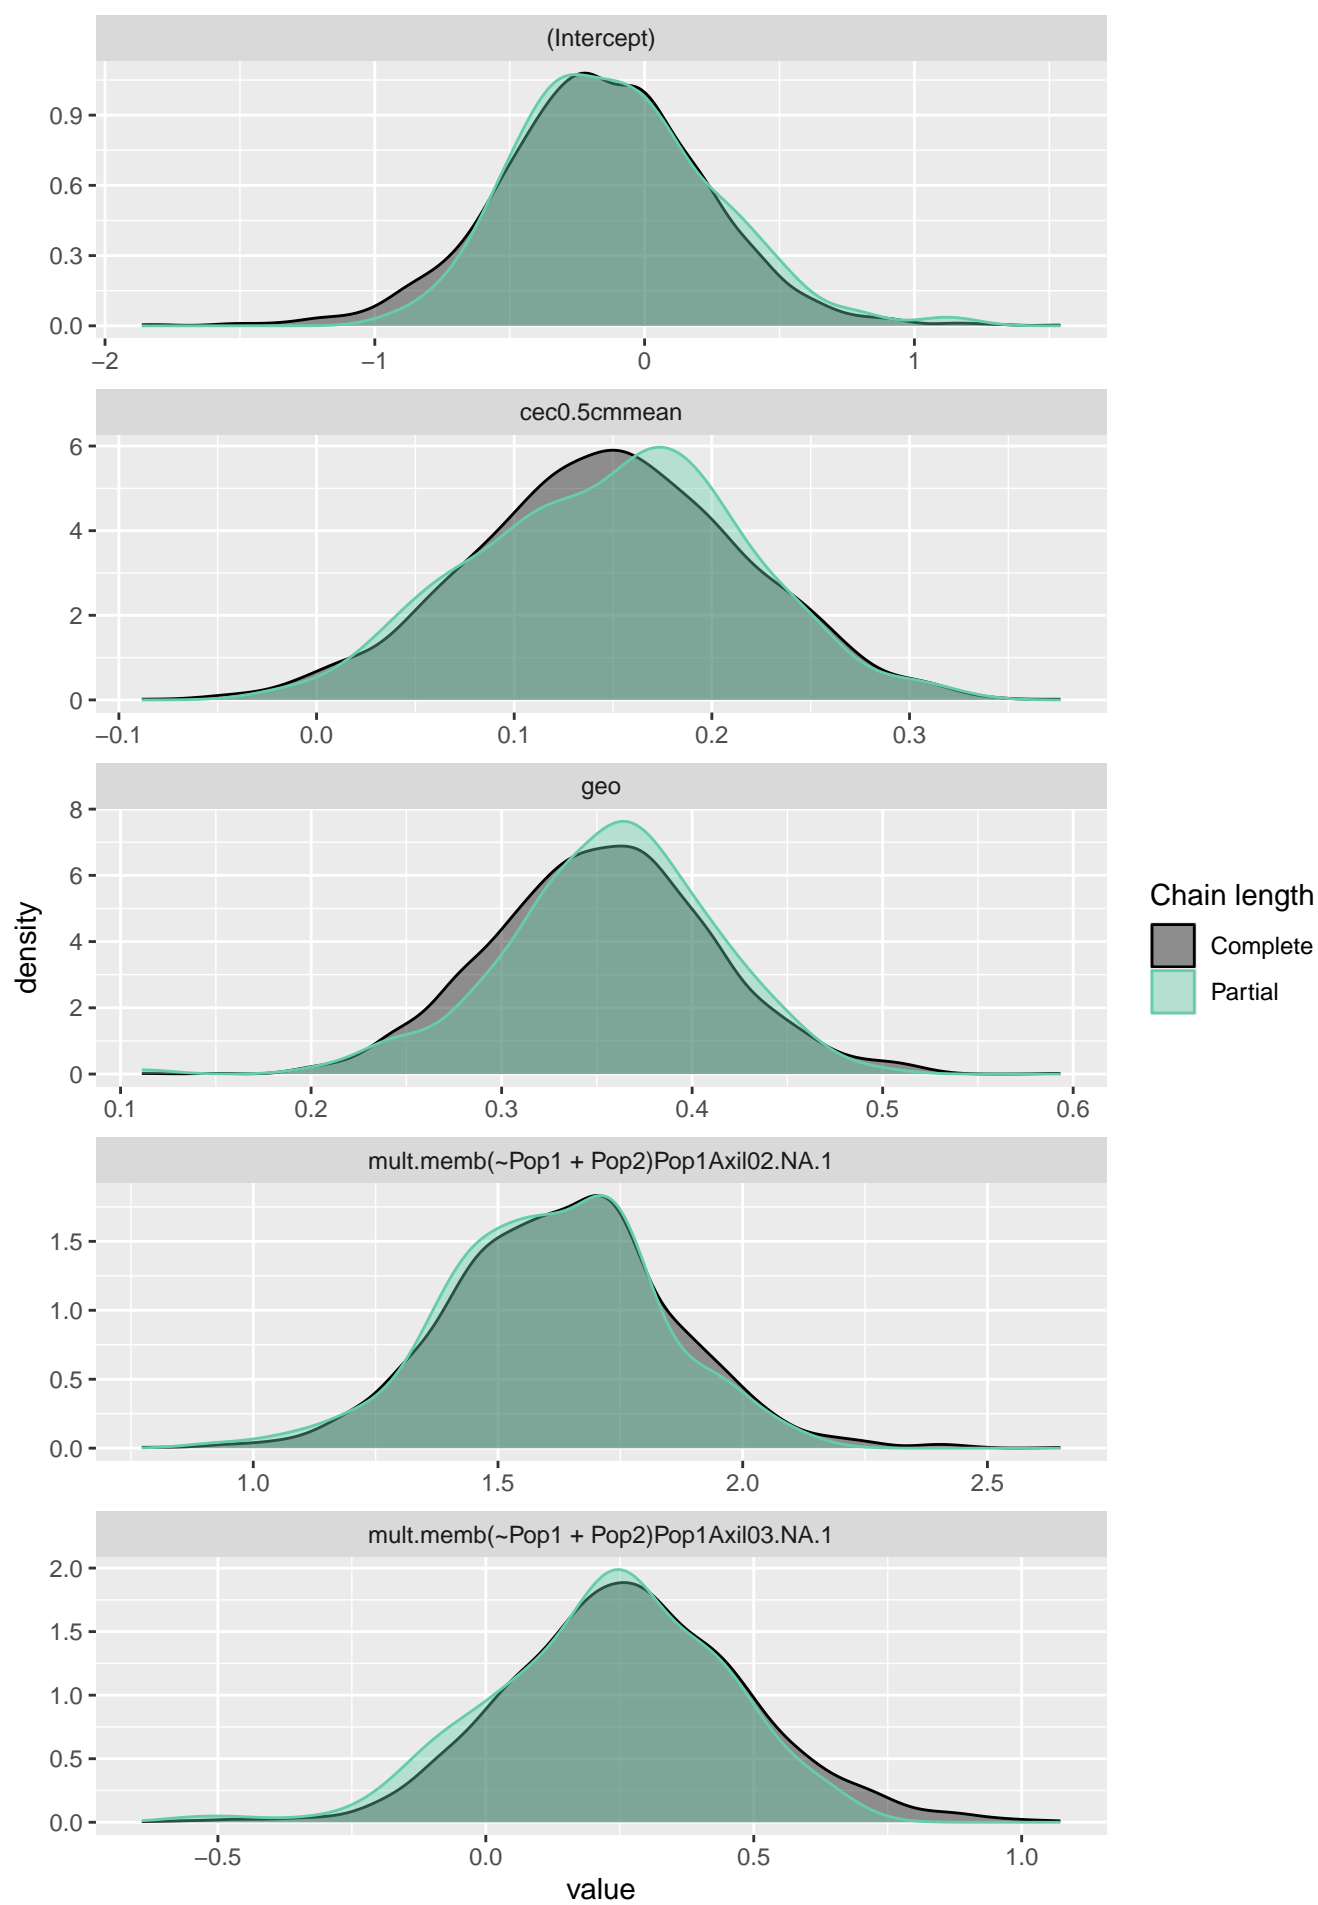 (Intercept)
0.9
0.6
0.3
0.0
−2 −1 0 1
cec0.5cmmean
6
4
2
0
−0.1 0.0 0.1 0.2 0.3
geo
8
6
4
2
0
0.1 0.2 0.3 0.4 0.5 0.6
mult.memb(~Pop1 + Pop2)Pop1Axil02.NA.1
1.5
1.0
0.5
0.0
1.0 1.5 2.0 2.5
mult.memb(~Pop1 + Pop2)Pop1Axil03.NA.1
2.0
1.5
1.0
0.5
0.0
−0.5 0.0 0.5 1.0
value
density
Chain length
Complete
Partial